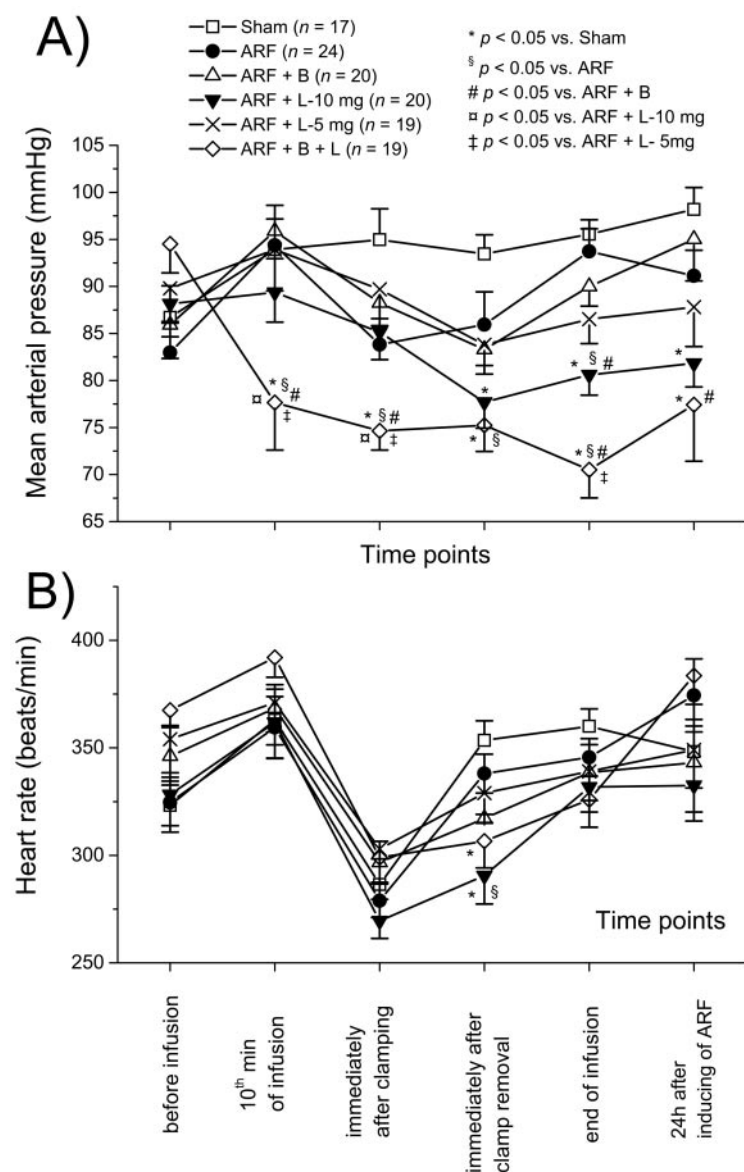 A)
Sham (n = 17)
ARF (n = 24)
ARF + B (n = 20)
ARF + L-10 mg (n = 20)
ARF + L-5 mg (n = 19)
ARF + B + L (n = 19)
* p < 0.05 vs. Sham
§ p < 0.05 vs. ARF
# p < 0.05 vs. ARF + B
¤ p < 0.05 vs. ARF + L-10 mg
‡ p < 0.05 vs. ARF + L- 5mg
Mean arterial pressure (mmHg)
105
100
95
90
85
80
75
70
65
* § #
¤ ‡
* § #
¤ ‡
*
* §
* § #
* § #
‡
*
* #
Time points
B)
Heart rate (beats/min)
400
350
300
250
*
* §
Time points
before infusion
10th min
of infusion
immediately
after clamping
immediately after
clamp removal
end of infusion
24h after
inducing of ARF